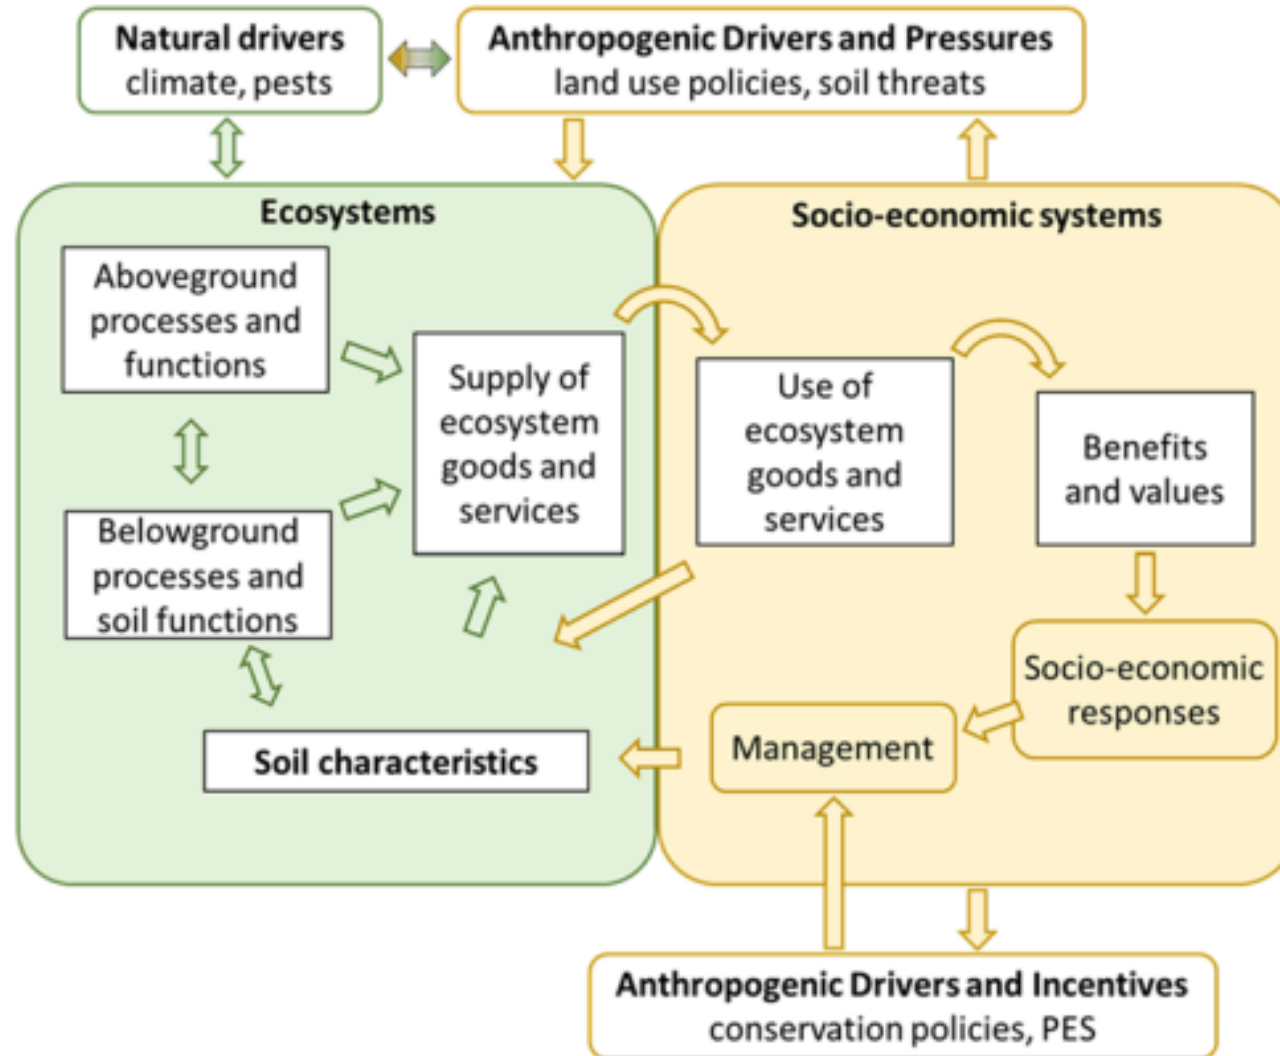 Natural drivers
climate, pests
Anthropogenic Drivers and Pressures
land use policies, soil threats
Ecosystems
Aboveground
processes and
functions
Supply of
ecosystem
goods and
services
Belowground
processes and
soil functions
Soil characteristics
Socio-economic systems
Use of
ecosystem
goods and
services
Benefits
and values
Socio-economic
responses
Management
Anthropogenic Drivers and Incentives
conservation policies, PES